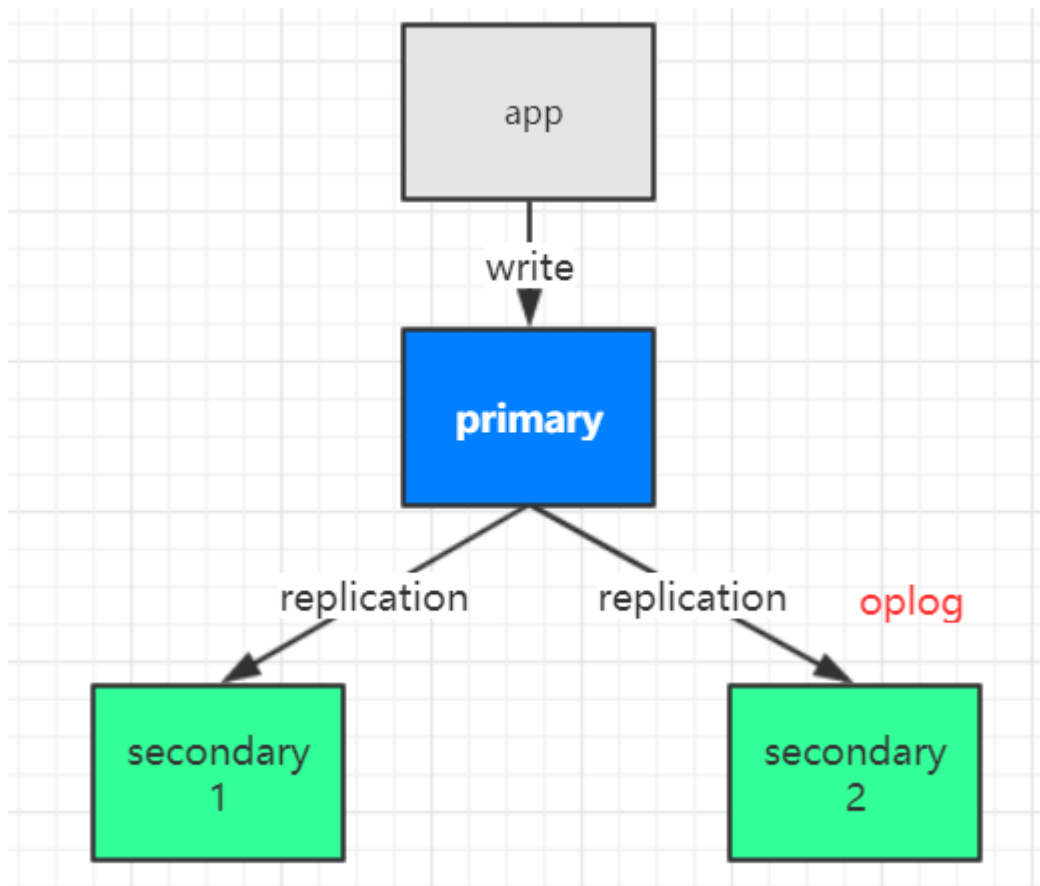 app
write
primary
replication
replication
oplog
secondary
1
secondary
2